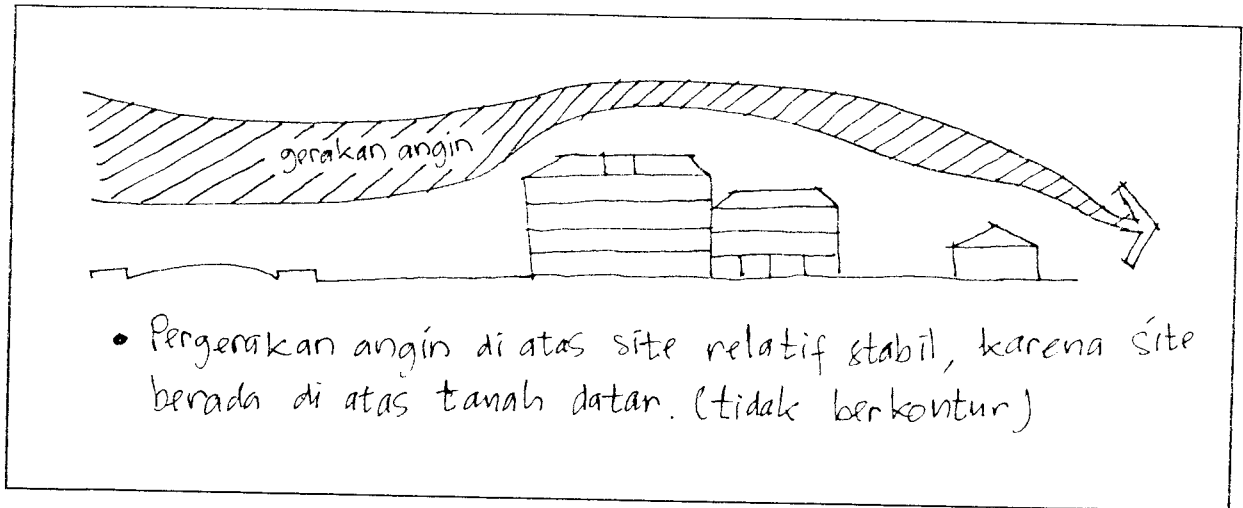 gerakan angin
• Pergerakan angin di atas site relatif stabil, karena site
berada di atas tanah datar. (tidak berkontur)